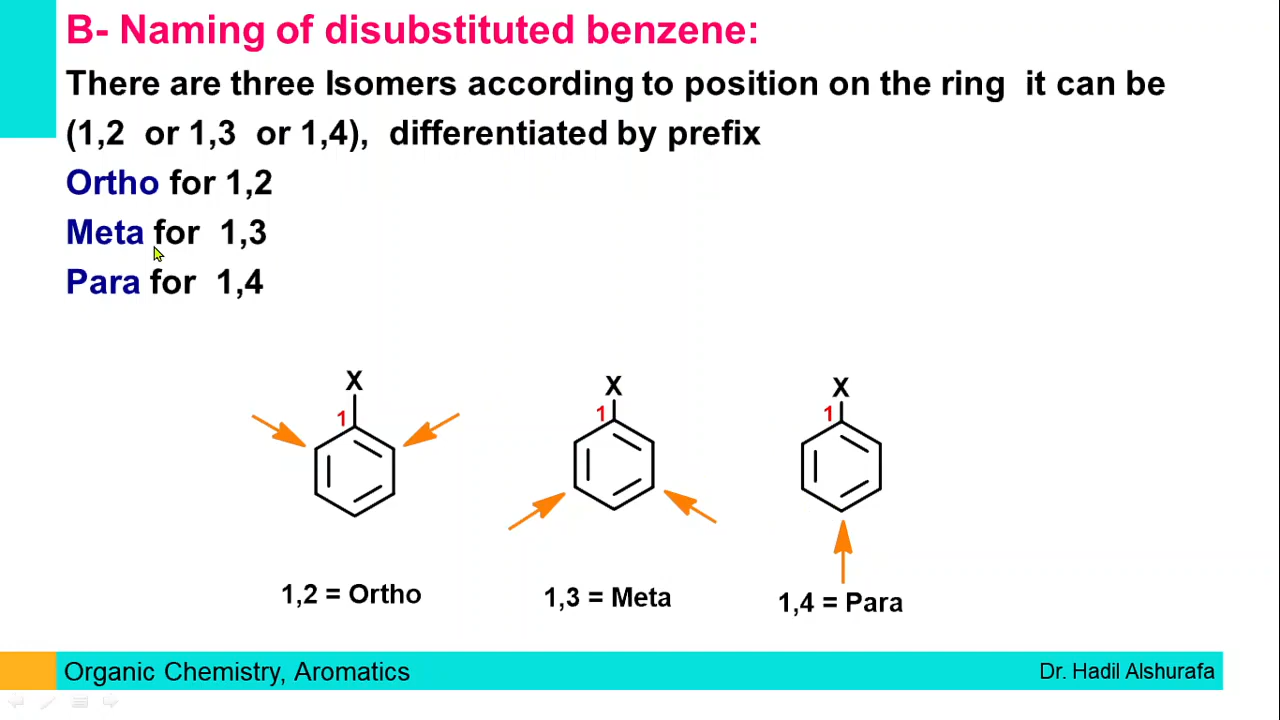 B- Naming of disubstituted benzene:
There are three Isomers according to position on the ring it can be
(1,2 or 1,3 or 1,4), differentiated by prefix
Ortho for 1,2
Meta for 1,3
Para for 1,4
X X X
1 1 1
1,2 = Ortho 1,3 = Meta 1,4 = Para
Organic Chemistry, Aromatics Dr. Hadil Alshurafa